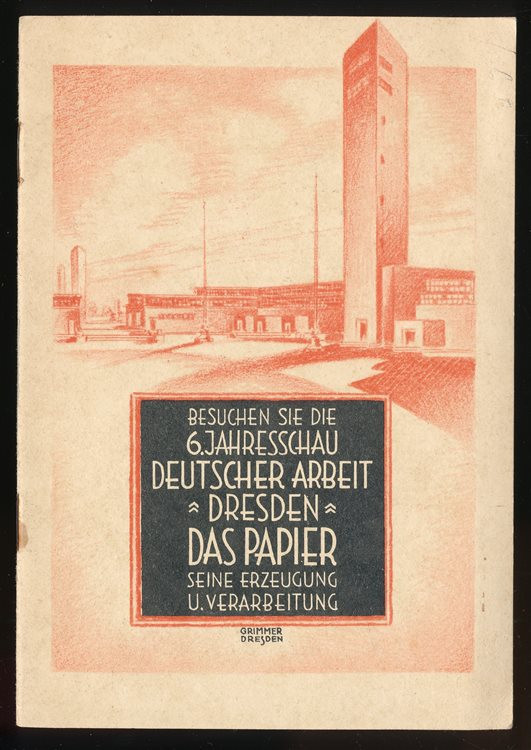 BESUCHEN SIE DIE
6. JAHRESSCHAU
DEUTSCHER ARBEIT
« DRESDEN »
DAS PAPIER
SEINE ERZEUGUNG
U. VERARBEITUNG
GRIMMER
DRESDEN